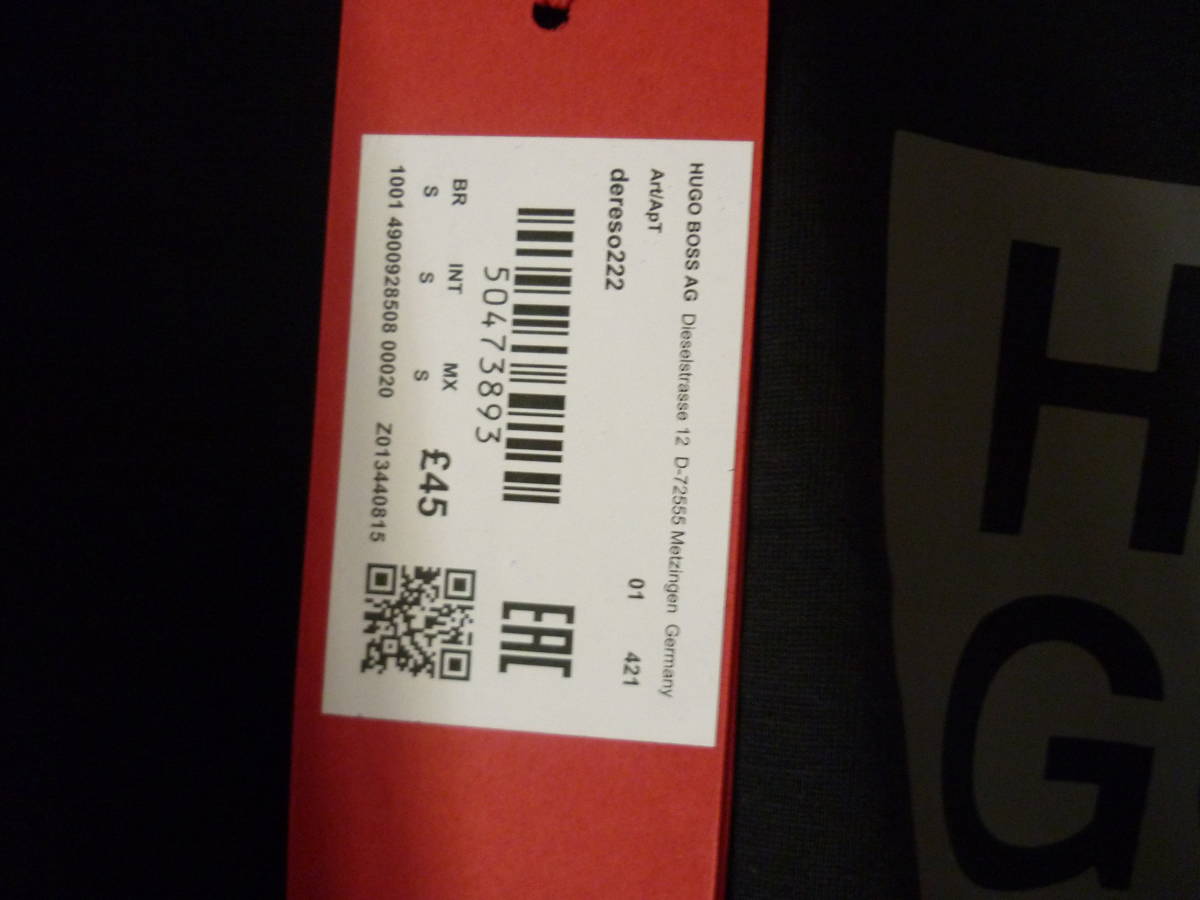 HUGO BOSS AG Dieselstrasse 12 D-72555 Metzingen Germany
Art/ApT
dereso222 01 421
50473893
EAC
BR INT MX
S S S £45
1001 4900928508 00020 Z013440815
H
G